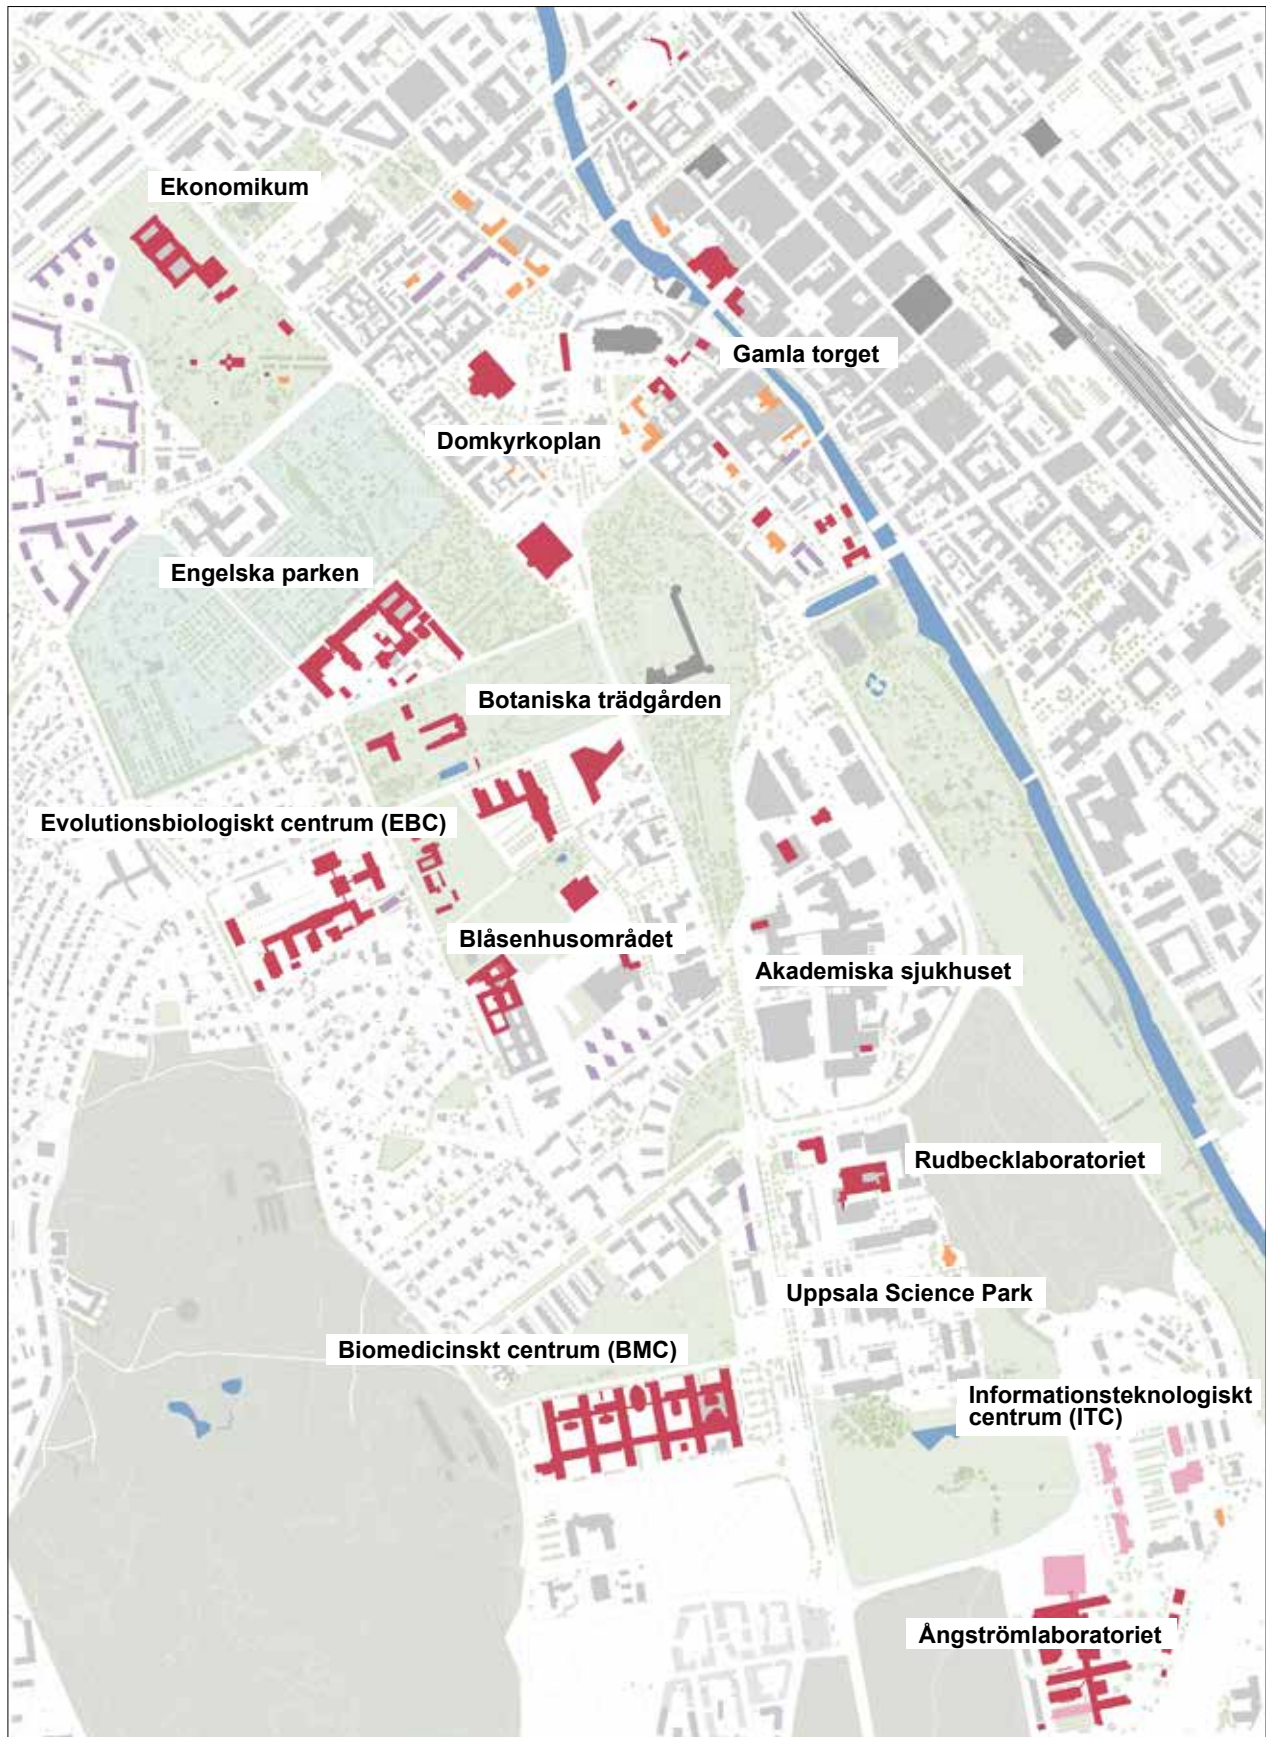 Ekonomikum
Gamla torget
Domkyrkoplan
Engelska parken
Botaniska trädgården
Evolutionsbiologiskt centrum (EBC)
Blåsenhusområdet
Akademiska sjukhuset
Rudbecklaboratoriet
Uppsala Science Park
Biomedicinskt centrum (BMC)
Informationsteknologiskt
centrum (ITC)
Ångströmlaboratoriet